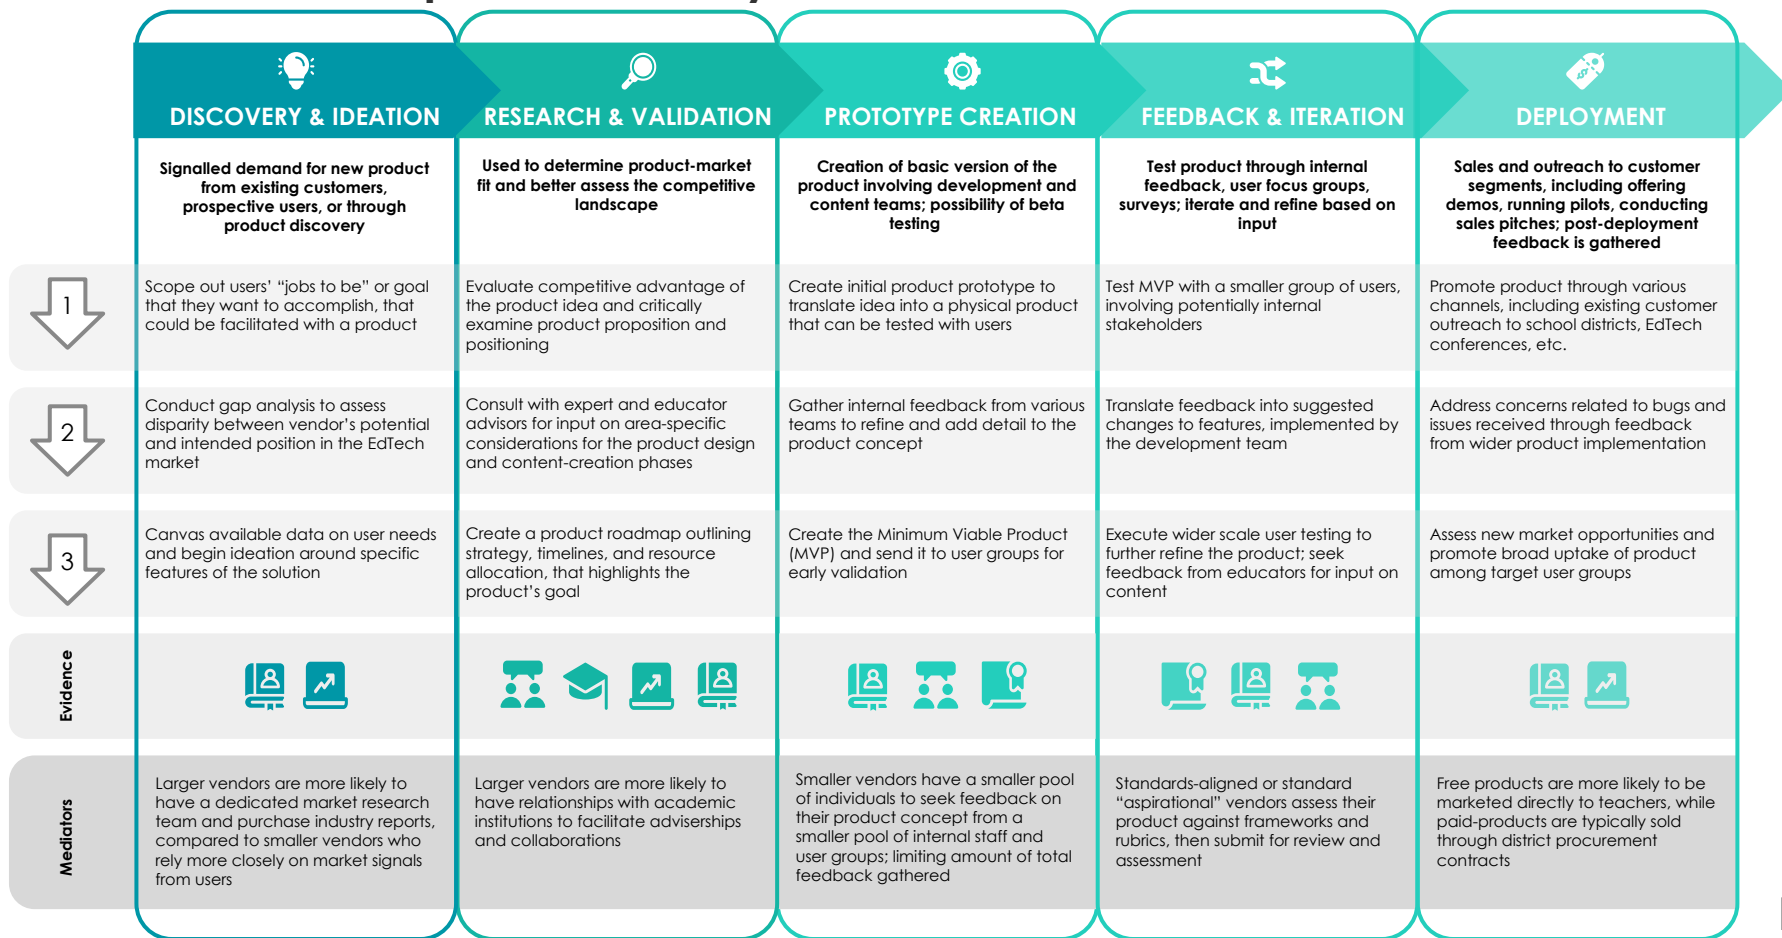 DISCOVERY & IDEATION
RESEARCH & VALIDATION
PROTOTYPE CREATION
FEEDBACK & ITERATION
DEPLOYMENT
Signalled demand for new product
from existing customers,
prospective users, or through
product discovery
Used to determine product-market
fit and better assess the competitive
landscape
Creation of basic version of the
product involving development and
content teams; possibility of beta
testing
Test product through internal
feedback, user focus groups,
surveys; iterate and refine based on
input
Sales and outreach to customer
segments, including offering
demos, running pilots, conducting
sales pitches; post-deployment
feedback is gathered
1
Scope out users’ “jobs to be” or goal
that they want to accomplish, that
could be facilitated with a product
Evaluate competitive advantage of
the product idea and critically
examine product proposition and
positioning
Create initial product prototype to
translate idea into a physical product
that can be tested with users
Test MVP with a smaller group of users,
involving potentially internal
stakeholders
Promote product through various
channels, including existing customer
outreach to school districts, EdTech
conferences, etc.
2
Conduct gap analysis to assess
disparity between vendor’s potential
and intended position in the EdTech
market
Consult with expert and educator
advisors for input on area-specific
considerations for the product design
and content-creation phases
Gather internal feedback from various
teams to refine and add detail to the
product concept
Translate feedback into suggested
changes to features, implemented by
the development team
Address concerns related to bugs and
issues received through feedback
from wider product implementation
3
Canvas available data on user needs
and begin ideation around specific
features of the solution
Create a product roadmap outlining
strategy, timelines, and resource
allocation, that highlights the
product’s goal
Create the Minimum Viable Product
(MVP) and send it to user groups for
early validation
Execute wider scale user testing to
further refine the product; seek
feedback from educators for input on
content
Assess new market opportunities and
promote broad uptake of product
among target user groups
Evidence
Mediators
Larger vendors are more likely to
have a dedicated market research
team and purchase industry reports,
compared to smaller vendors who
rely more closely on market signals
from users
Larger vendors are more likely to
have relationships with academic
institutions to facilitate adviserships
and collaborations
Smaller vendors have a smaller pool
of individuals to seek feedback on
their product concept from a
smaller pool of internal staff and
user groups; limiting amount of total
feedback gathered
Standards-aligned or standard
“aspirational” vendors assess their
product against frameworks and
rubrics, then submit for review and
assessment
Free products are more likely to be
marketed directly to teachers, while
paid-products are typically sold
through district procurement
contracts